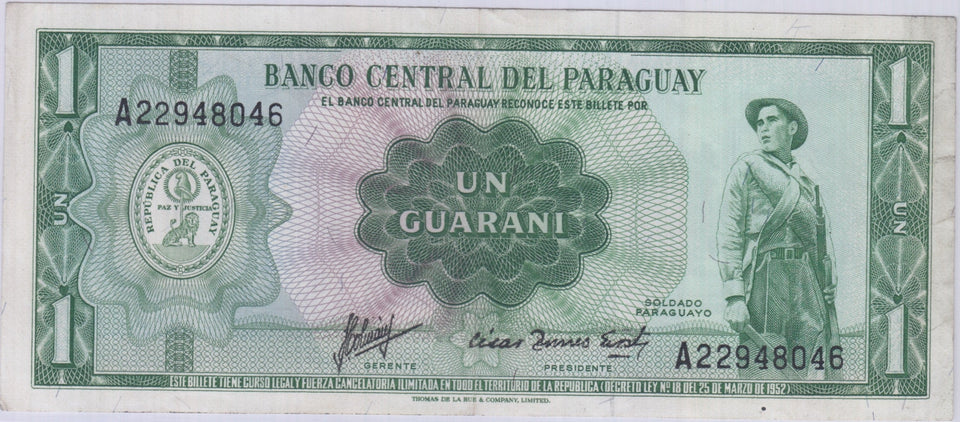 1 1
BANCO CENTRAL DEL PARAGUAY
EL BANCO CENTRAL DEL PARAGUAY RECONOCE ESTE BILLETE POR
A22948046
REPÚBLICA DEL PARAGUAY
PAZ Y JUSTICIA
UN
GUARANI
UN
UN
SOLDADO
PARAGUAYO
1 1
GERENTE
PRESIDENTE
A22948046
ESTE BILLETE TIENE CURSO LEGAL Y FUERZA CANCELATORIA ILIMITADA EN TODO EL TERRITORIO DE LA REPUBLICA (DECRETO LEY Nº 18 DEL 25 DE MARZO DE 1952)
THOMAS DE LA RUE & COMPANY, LIMITED.